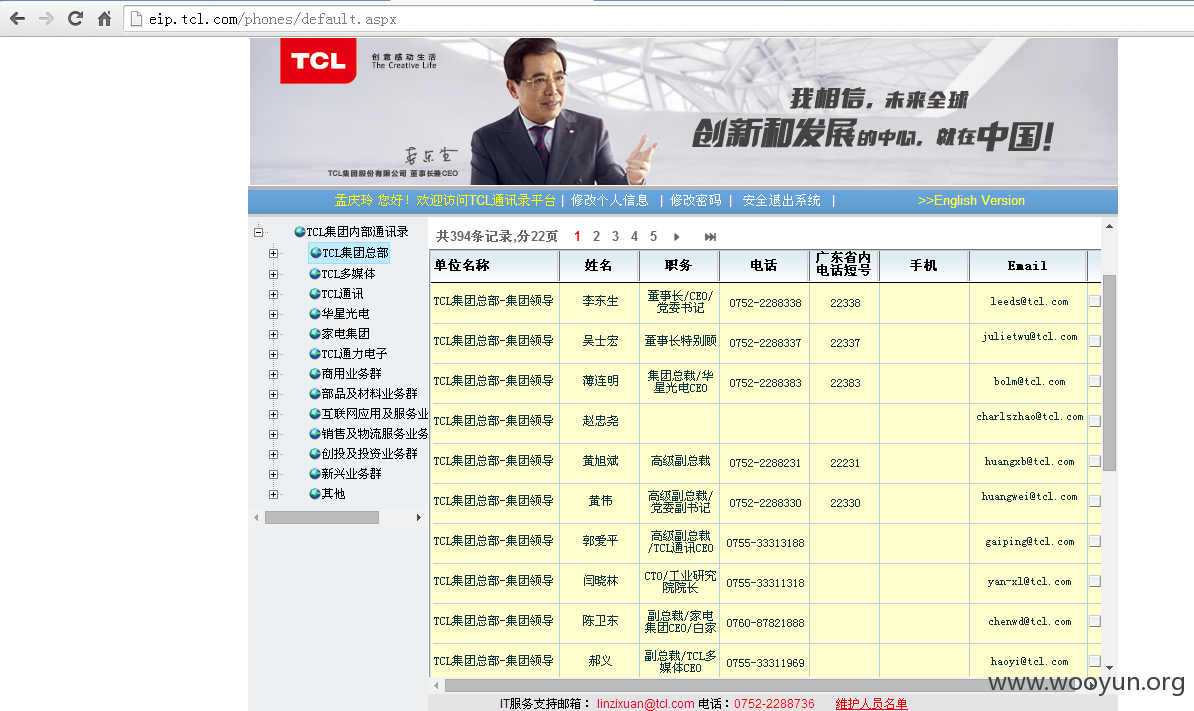 eip.tcl.com/phones/default.aspx
TCL
创意感动生活
The Creative Life
我相信，未来全球
创新和发展的中心，就在中国！
李东生
TCL集团股份有限公司 董事长兼CEO
孟庆玲 您好！欢迎访问TCL通讯录平台 | 修改个人信息 | 修改密码 | 安全退出系统 | >>English Version
TCL集团内部通讯录
TCL集团总部
TCL多媒体
TCL通讯
华星光电
家电集团
TCL通力电子
商用业务群
部品及材料业务群
互联网应用及服务业
销售及物流服务业务
创投及投资业务群
新兴业务群
其他
共394条记录,分22页 1 2 3 4 5
单位名称 姓名 职务 电话 广东省内电话短号 手机 Email
TCL集团总部-集团领导 李东生 董事长/CEO/党委书记 0752-2288338 22338 leeds@tcl.com
TCL集团总部-集团领导 吴士宏 董事长特别顾 0752-2288337 22337 julietwu@tcl.com
TCL集团总部-集团领导 薄连明 集团总裁/华星光电CEO 0752-2288383 22383 bolm@tcl.com
TCL集团总部-集团领导 赵忠尧 charlszhao@tcl.com
TCL集团总部-集团领导 黄旭斌 高级副总裁 0752-2288231 22231 huangxb@tcl.com
TCL集团总部-集团领导 黄伟 高级副总裁/党委副书记 0752-2288330 22330 huangwei@tcl.com
TCL集团总部-集团领导 郭爱平 高级副总裁/TCL通讯CEO 0755-33313188 gaiping@tcl.com
TCL集团总部-集团领导 闫晓林 CTO/工业研究院院长 0755-33311318 yan-xl@tcl.com
TCL集团总部-集团领导 陈卫东 副总裁/家电集团CEO/白家 0760-87821888 chenwd@tcl.com
TCL集团总部-集团领导 郝义 副总裁/TCL多媒体CEO 0755-33311969 haoyi@tcl.com
IT服务支持邮箱： linzixuan@tcl.com 电话：0752-2288736 维护人员名单
www.wooyun.org